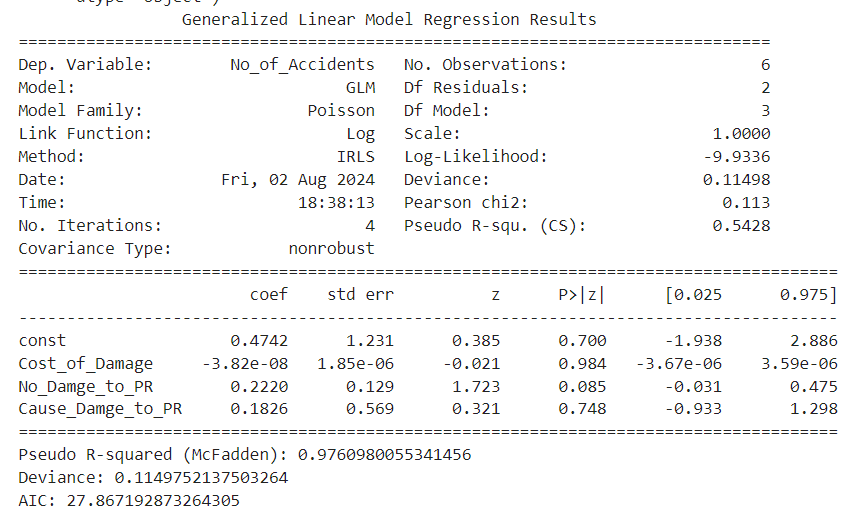 Generalized Linear Model Regression Results
==============================================================================
Dep. Variable: No_of_Accidents No. Observations: 6
Model: GLM Df Residuals: 2
Model Family: Poisson Df Model: 3
Link Function: Log Scale: 1.0000
Method: IRLS Log-Likelihood: -9.9336
Date: Fri, 02 Aug 2024 Deviance: 0.11498
Time: 18:38:13 Pearson chi2: 0.113
No. Iterations: 4 Pseudo R-squ. (CS): 0.5428
Covariance Type: nonrobust
=====================================================================================
coef std err z P>|z| [0.025 0.975]
-------------------------------------------------------------------------------------
const 0.4742 1.231 0.385 0.700 -1.938 2.886
Cost_of_Damage -3.82e-08 1.85e-06 -0.021 0.984 -3.67e-06 3.59e-06
No_Damge_to_PR 0.2220 0.129 1.723 0.085 -0.031 0.475
Cause_Damge_to_PR 0.1826 0.569 0.321 0.748 -0.933 1.298
=====================================================================================
Pseudo R-squared (McFadden): 0.9760980055341456
Deviance: 0.1149752137503264
AIC: 27.867192873264305